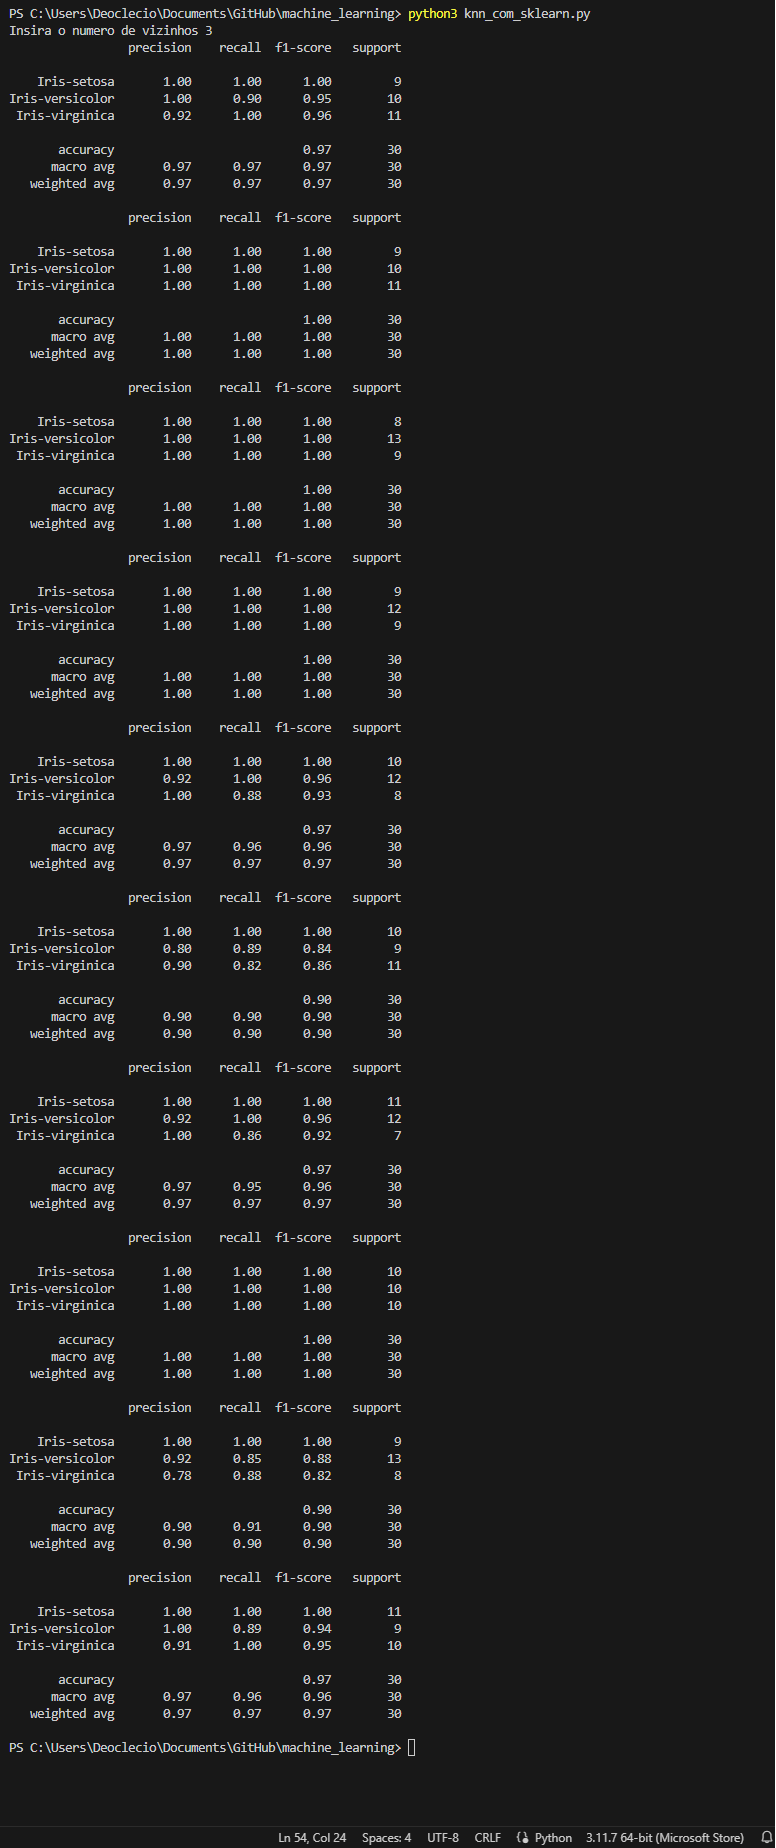 PS C:\Users\Deoclecio\Documents\GitHub\machine_learning> python3 knn_com_sklearn.py
Insira o numero de vizinhos 3
precision recall f1-score support
Iris-setosa 1.00 1.00 1.00 9
Iris-versicolor 1.00 0.90 0.95 10
Iris-virginica 0.92 1.00 0.96 11
accuracy 0.97 30
macro avg 0.97 0.97 0.97 30
weighted avg 0.97 0.97 0.97 30
precision recall f1-score support
Iris-setosa 1.00 1.00 1.00 9
Iris-versicolor 1.00 1.00 1.00 10
Iris-virginica 1.00 1.00 1.00 11
accuracy 1.00 30
macro avg 1.00 1.00 1.00 30
weighted avg 1.00 1.00 1.00 30
precision recall f1-score support
Iris-setosa 1.00 1.00 1.00 8
Iris-versicolor 1.00 1.00 1.00 13
Iris-virginica 1.00 1.00 1.00 9
accuracy 1.00 30
macro avg 1.00 1.00 1.00 30
weighted avg 1.00 1.00 1.00 30
precision recall f1-score support
Iris-setosa 1.00 1.00 1.00 9
Iris-versicolor 1.00 1.00 1.00 12
Iris-virginica 1.00 1.00 1.00 9
accuracy 1.00 30
macro avg 1.00 1.00 1.00 30
weighted avg 1.00 1.00 1.00 30
precision recall f1-score support
Iris-setosa 1.00 1.00 1.00 10
Iris-versicolor 0.92 1.00 0.96 12
Iris-virginica 1.00 0.88 0.93 8
accuracy 0.97 30
macro avg 0.97 0.96 0.96 30
weighted avg 0.97 0.97 0.97 30
precision recall f1-score support
Iris-setosa 1.00 1.00 1.00 10
Iris-versicolor 0.80 0.89 0.84 9
Iris-virginica 0.90 0.82 0.86 11
accuracy 0.90 30
macro avg 0.90 0.90 0.90 30
weighted avg 0.90 0.90 0.90 30
precision recall f1-score support
Iris-setosa 1.00 1.00 1.00 11
Iris-versicolor 0.92 1.00 0.96 12
Iris-virginica 1.00 0.86 0.92 7
accuracy 0.97 30
macro avg 0.97 0.95 0.96 30
weighted avg 0.97 0.97 0.97 30
precision recall f1-score support
Iris-setosa 1.00 1.00 1.00 10
Iris-versicolor 1.00 1.00 1.00 10
Iris-virginica 1.00 1.00 1.00 10
accuracy 1.00 30
macro avg 1.00 1.00 1.00 30
weighted avg 1.00 1.00 1.00 30
precision recall f1-score support
Iris-setosa 1.00 1.00 1.00 9
Iris-versicolor 0.92 0.85 0.88 13
Iris-virginica 0.78 0.88 0.82 8
accuracy 0.90 30
macro avg 0.90 0.91 0.90 30
weighted avg 0.90 0.90 0.90 30
precision recall f1-score support
Iris-setosa 1.00 1.00 1.00 11
Iris-versicolor 1.00 0.89 0.94 9
Iris-virginica 0.91 1.00 0.95 10
accuracy 0.97 30
macro avg 0.97 0.96 0.96 30
weighted avg 0.97 0.97 0.97 30
PS C:\Users\Deoclecio\Documents\GitHub\machine_learning>
Ln 54, Col 24 Spaces: 4 UTF-8 CRLF Python 3.11.7 64-bit (Microsoft Store)